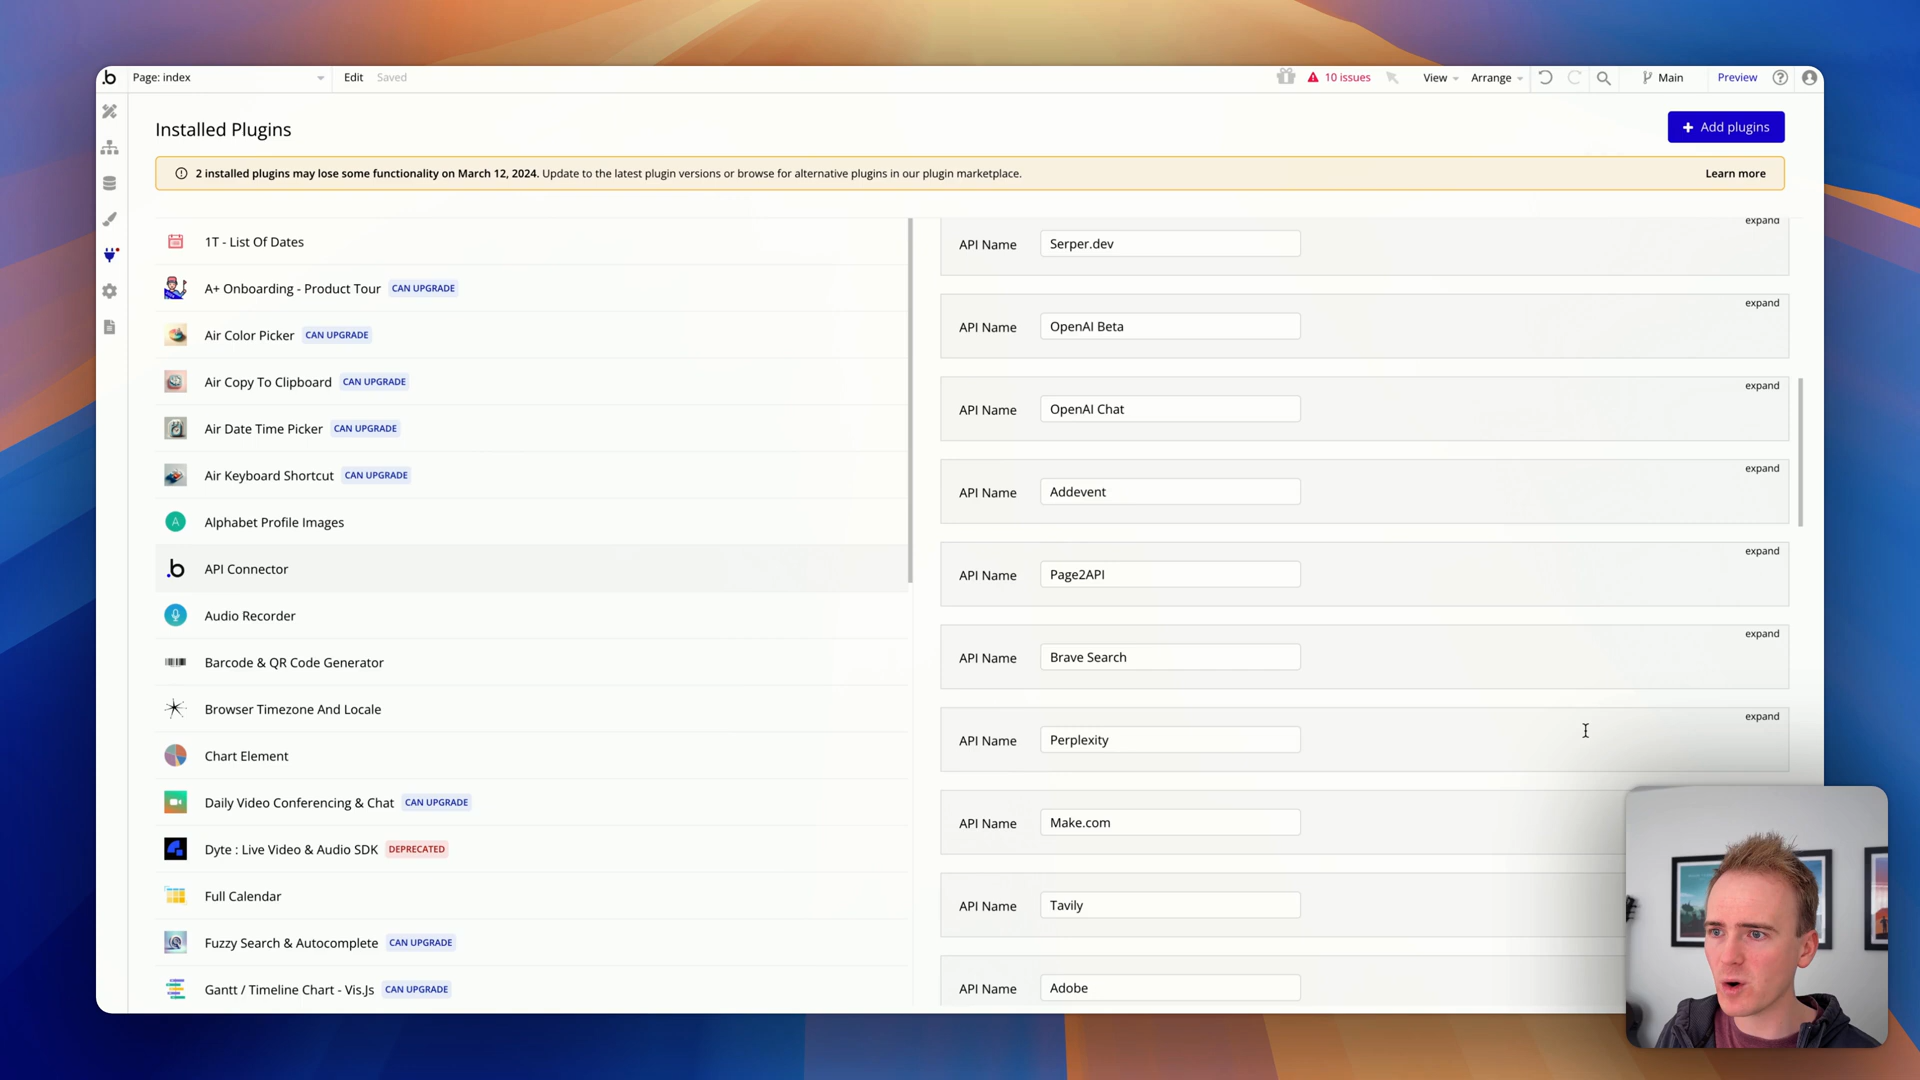 Page: index
Edit Saved
10 issues
View
Arrange
Main
Preview
Installed Plugins
+ Add plugins
2 installed plugins may lose some functionality on March 12, 2024. Update to the latest plugin versions or browse for alternative plugins in our plugin marketplace.
Learn more
1T - List Of Dates
A+ Onboarding - Product Tour CAN UPGRADE
Air Color Picker CAN UPGRADE
Air Copy To Clipboard CAN UPGRADE
Air Date Time Picker CAN UPGRADE
Air Keyboard Shortcut CAN UPGRADE
Alphabet Profile Images
API Connector
Audio Recorder
Barcode & QR Code Generator
Browser Timezone And Locale
Chart Element
Daily Video Conferencing & Chat CAN UPGRADE
Dyte : Live Video & Audio SDK DEPRECATED
Full Calendar
Fuzzy Search & Autocomplete CAN UPGRADE
Gantt / Timeline Chart - Vis.Js CAN UPGRADE
expand
API Name Serper.dev
expand
API Name OpenAI Beta
expand
API Name OpenAI Chat
expand
API Name Addevent
expand
API Name Page2API
expand
API Name Brave Search
expand
API Name Perplexity
API Name Make.com
API Name Tavily
API Name Adobe